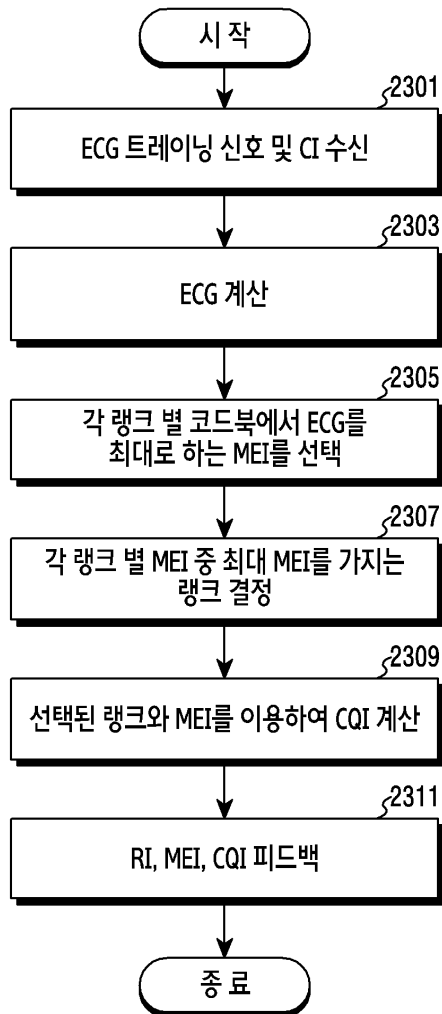 시 작
2301
ECG 트레이닝 신호 및 CI 수신
2303
ECG 계산
2305
각 랭크 별 코드북에서 ECG를
최대로 하는 MEI를 선택
2307
각 랭크 별 MEI 중 최대 MEI를 가지는
랭크 결정
2309
선택된 랭크와 MEI를 이용하여 CQI 계산
2311
RI, MEI, CQI 피드백
종 료